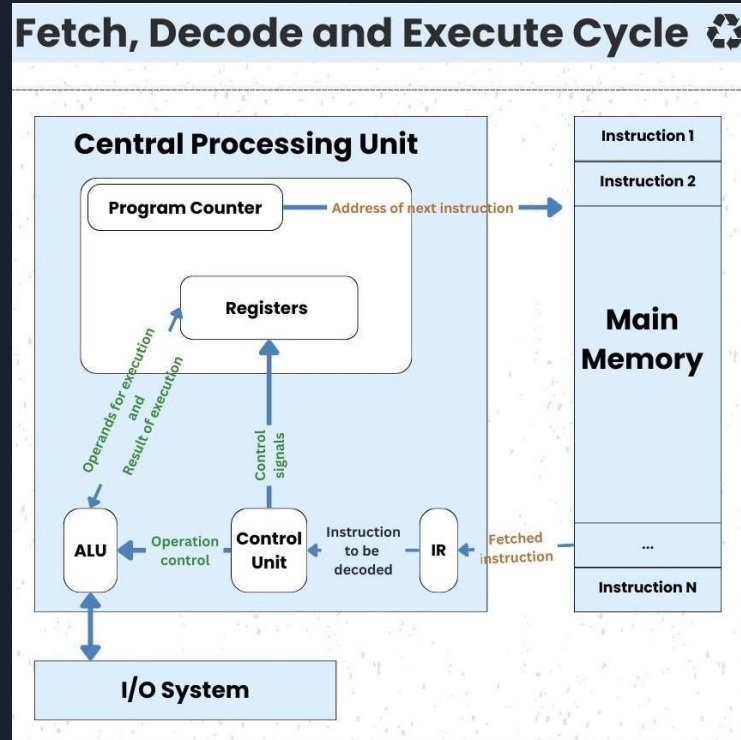 Fetch, Decode and Execute Cycle
Central Processing Unit
Program Counter
Address of next instruction
Instruction 1
Instruction 2
Main
Memory
Registers
Operands for execution
and
Result of execution
Control
signals
ALU
Operation
control
Control
Unit
Instruction
to be
decoded
IR
Fetched
instruction
...
Instruction N
I/O System